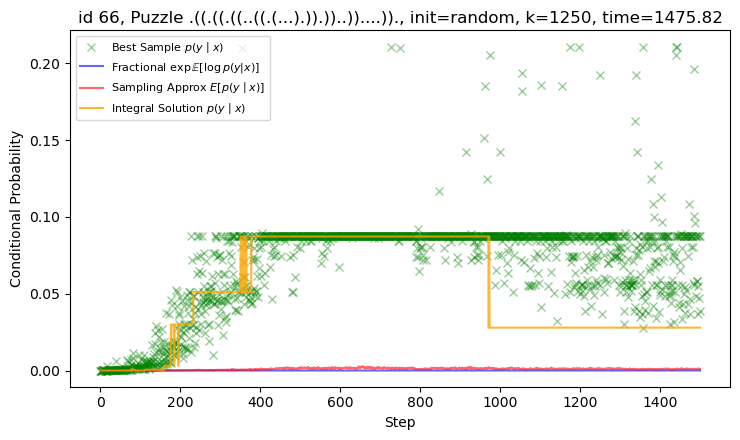 id 66, Puzzle .((.((.((..((.(...).)).))..))....))., init=random, k=1250, time=1475.82
Best Sample p(y | x)
Fractional exp𝔼[log p(y|x)]
Sampling Approx E[p(y | x)]
Integral Solution p(y | x)
Conditional Probability
0.20
0.15
0.10
0.05
0.00
0 200 400 600 800 1000 1200 1400
Step